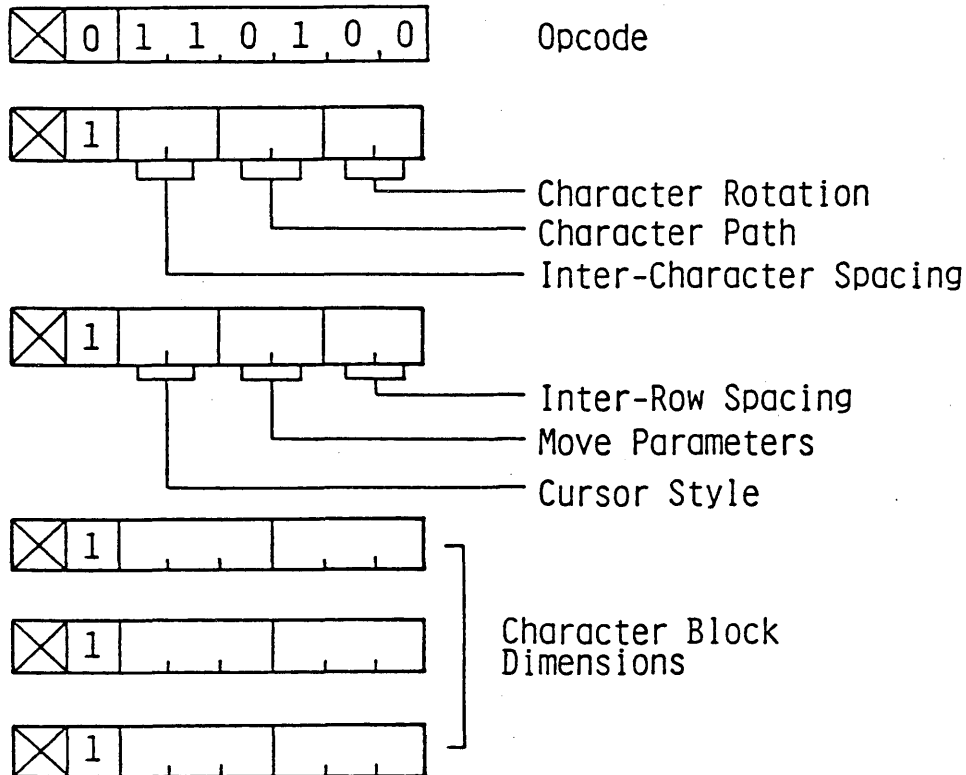 0 1 1 0 1 0 0 Opcode
1
Character Rotation
Character Path
Inter-Character Spacing
1
Inter-Row Spacing
Move Parameters
Cursor Style
1
1
Character Block
Dimensions
1